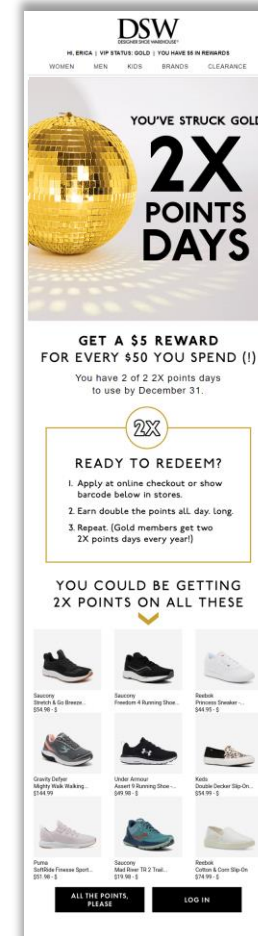 DSW
DESIGNER SHOE WAREHOUSE
HI, ERICA | VIP STATUS: GOLD | YOU HAVE $5 IN REWARDS
WOMEN MEN KIDS BRANDS CLEARANCE
YOU'VE STRUCK GOLD
2X
POINTS
DAYS
GET A $5 REWARD
FOR EVERY $50 YOU SPEND (!)
You have 2 of 2 2X points days
to use by December 31.
2X
READY TO REDEEM?
1. Apply at online checkout or show
barcode below in stores.
2. Earn double the points all. day. long.
3. Repeat. (Gold members get two
2X points days every year!)
YOU COULD BE GETTING
2X POINTS ON ALL THESE
Saucony Saucony Reebok
Stretch & Go Breeze... Freedom 4 Running Shoe... Princess Sneaker -...
$54.98 - $ $44.95 - $
Gravity Defyer Under Armour Keds
Mighty Walk Walking... Assert 9 Running Shoe -... Double Decker Slip-On...
$144.99 $49.98 - $ $54.99 - $
Puma Saucony Reebok
SoftRide Finesse Sport... Mad River TR 2 Trail... Cotton & Corn Slip-On
$51.98 - $ $19.98 - $ $74.99 - $
ALL THE POINTS, LOG IN
PLEASE